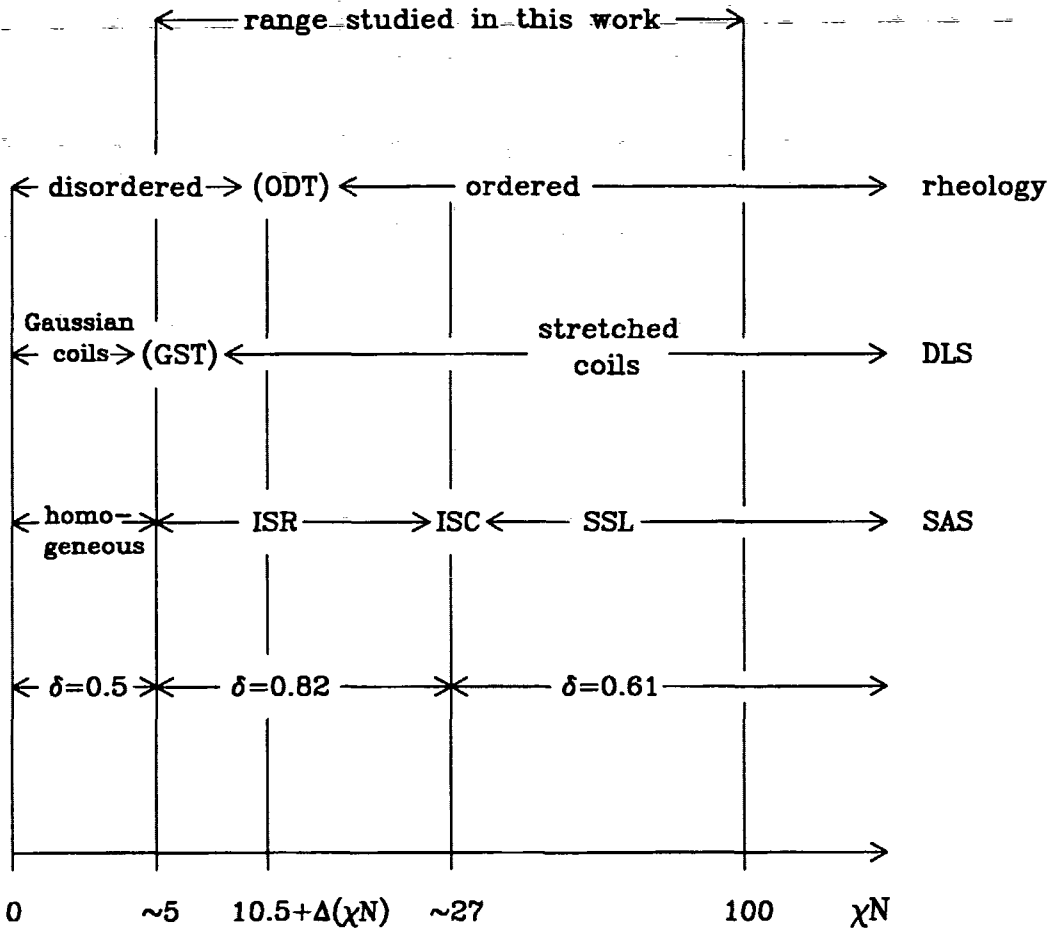 range studied in this work
disordered (ODT) ordered rheology
Gaussian
coils (GST) stretched
coils DLS
homo-
geneous ISR ISC SSL SAS
δ=0.5 δ=0.82 δ=0.61
0 ~5 10.5+Δ(χN) ~27 100 χN